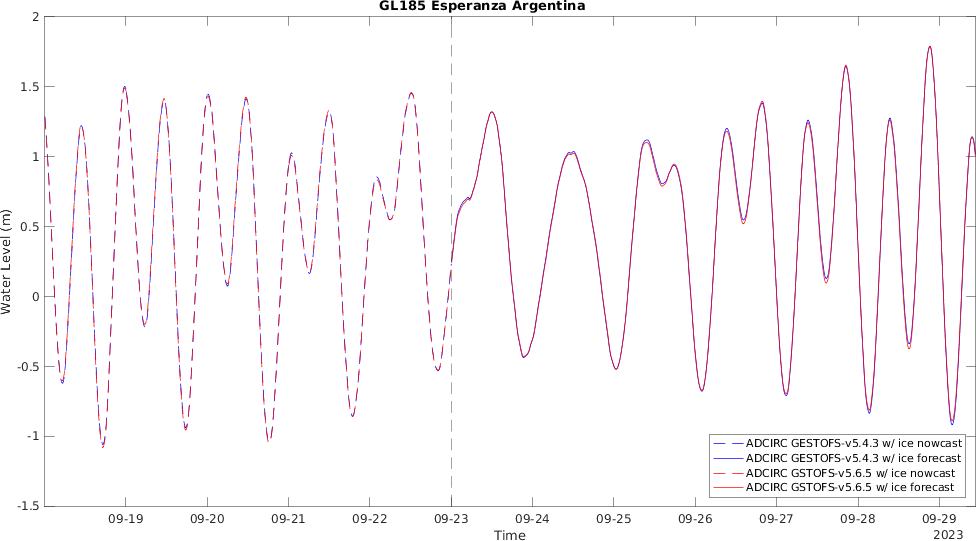 GL185 Esperanza Argentina
2
1.5
1
0.5
0
-0.5
-1
-1.5
Water Level (m)
ADCIRC GESTOFS-v5.4.3 w/ ice nowcast
ADCIRC GESTOFS-v5.4.3 w/ ice forecast
ADCIRC GSTOFS-v5.6.5 w/ ice nowcast
ADCIRC GSTOFS-v5.6.5 w/ ice forecast
09-19 09-20 09-21 09-22 09-23 09-24 09-25 09-26 09-27 09-28 09-29
Time
2023